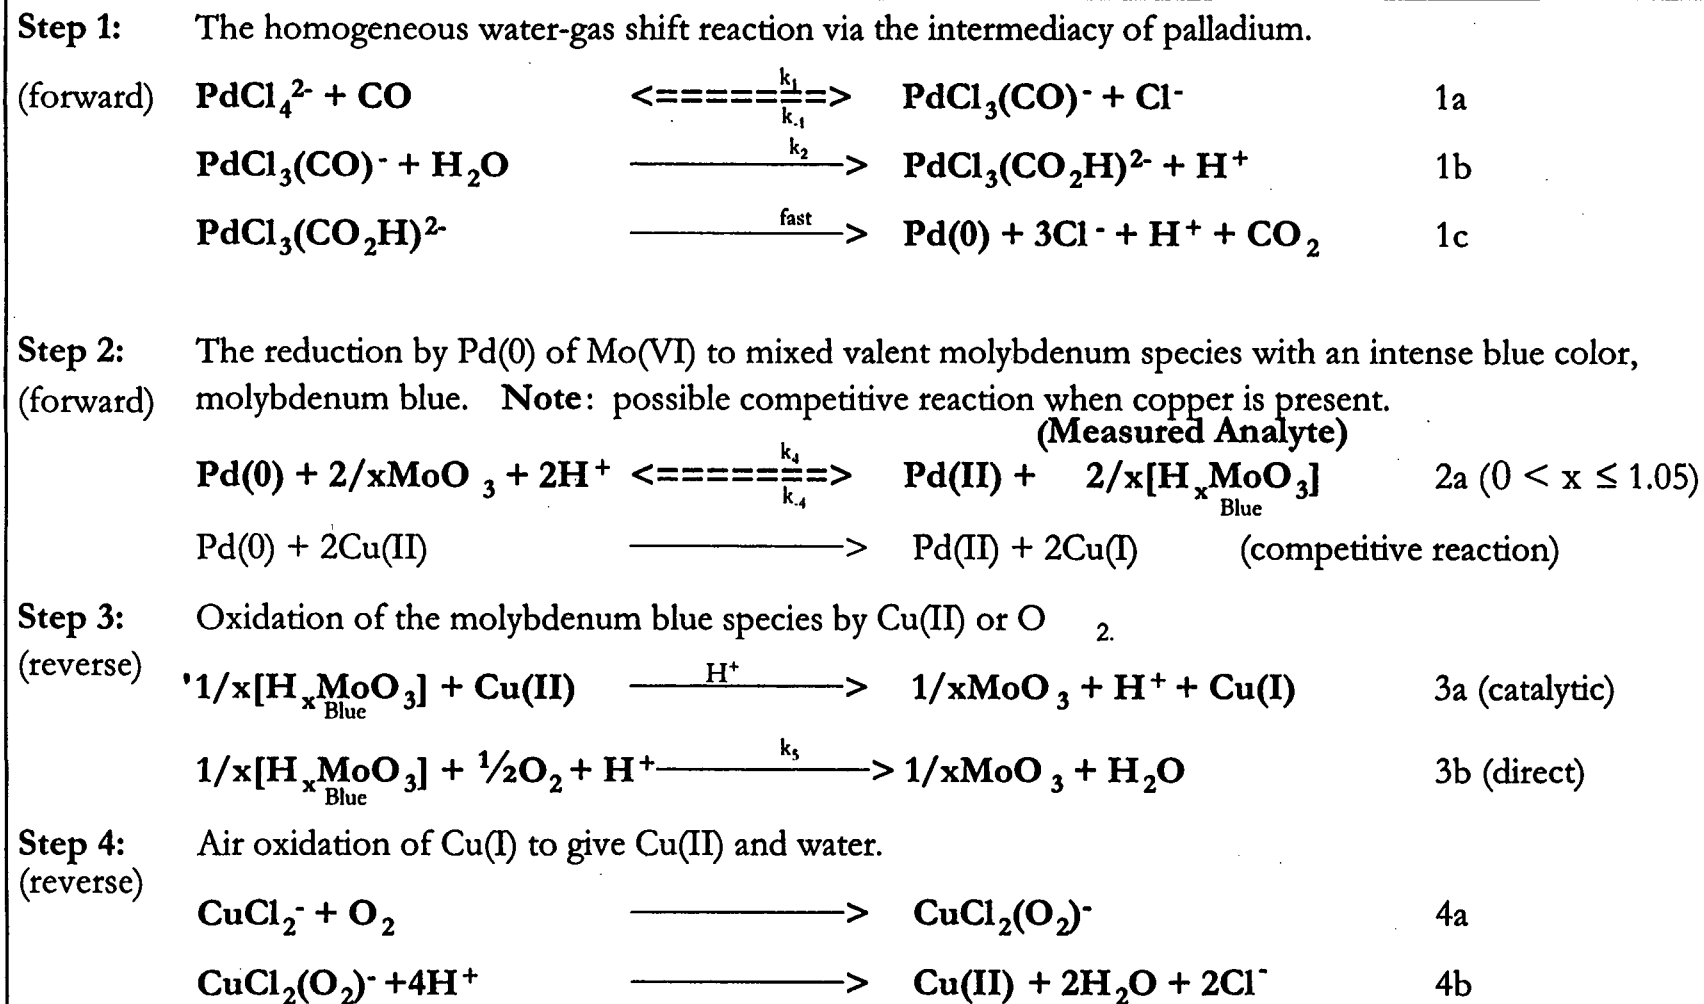 Step 1: The homogeneous water-gas shift reaction via the intermediacy of palladium.
(forward) PdCl₄²⁻ + CO <======> k₁ k₋₁ PdCl₃(CO)⁻ + Cl⁻ 1a
PdCl₃(CO)⁻ + H₂O ———k₂———> PdCl₃(CO₂H)²⁻ + H⁺ 1b
PdCl₃(CO₂H)²⁻ ———fast———> Pd(0) + 3Cl⁻ + H⁺ + CO₂ 1c
Step 2: The reduction by Pd(0) of Mo(VI) to mixed valent molybdenum species with an intense blue color,
(forward) molybdenum blue. Note: possible competitive reaction when copper is present.
(Measured Analyte)
Pd(0) + 2/xMoO ₃ + 2H⁺ <======> k₄ k₋₄ Pd(II) + 2/x[HₓMoO₃] 2a (0 < x ≤ 1.05)
Blue
Pd(0) + 2Cu(II) ————————> Pd(II) + 2Cu(I) (competitive reaction)
Step 3: Oxidation of the molybdenum blue species by Cu(II) or O ₂.
(reverse) 1/x[HₓMoO₃] + Cu(II) ———H⁺———> 1/xMoO ₃ + H⁺ + Cu(I) 3a (catalytic)
Blue
1/x[HₓMoO₃] + ½O₂ + H⁺ ———k₅———> 1/xMoO ₃ + H₂O 3b (direct)
Blue
Step 4: Air oxidation of Cu(I) to give Cu(II) and water.
(reverse)
CuCl₂⁻ + O₂ ————————> CuCl₂(O₂)⁻ 4a
CuCl₂(O₂)⁻ +4H⁺ ————————> Cu(II) + 2H₂O + 2Cl⁻ 4b